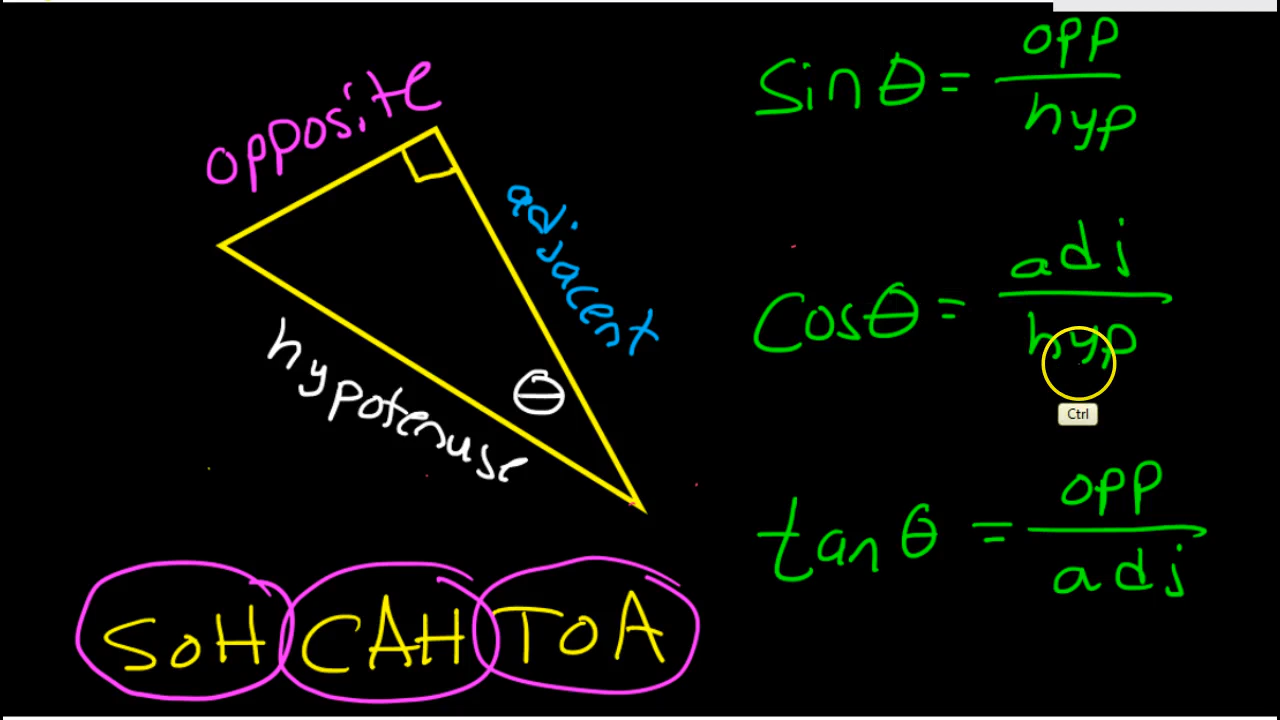 opposite
adjacent
hypotenuse
θ
SOH CAH TOA
sin θ = opp / hyp
cos θ = adj / hyp
Ctrl
tan θ = opp / adj